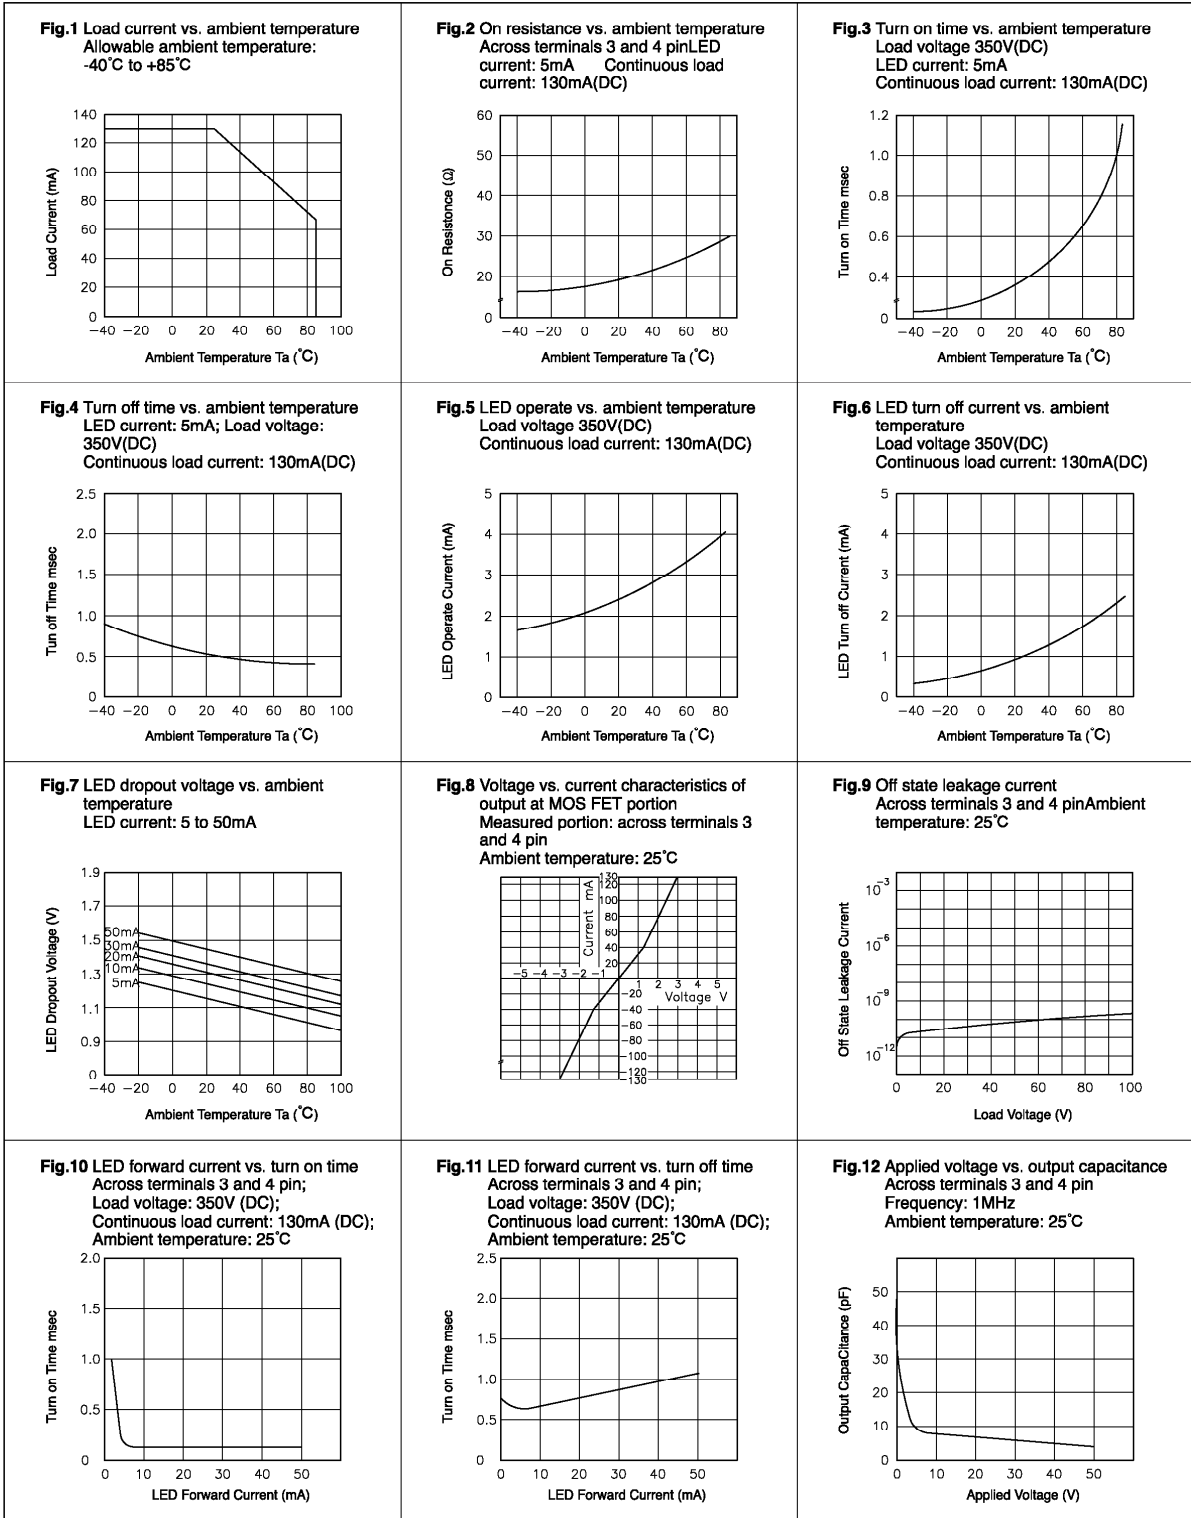 Fig.1 Load current vs. ambient temperature
Allowable ambient temperature:
-40°C to +85°C
140
120
100
80
60
40
20
0
Load Current (mA)
−40 −20 0 20 40 60 80 100
Ambient Temperature Ta (°C)
Fig.2 On resistance vs. ambient temperature
Across terminals 3 and 4 pinLED
current: 5mA Continuous load
current: 130mA(DC)
60
50
40
30
20
0
On Resistonce (Ω)
−40 −20 0 20 40 60 80
Ambient Temperature Ta (°C)
Fig.3 Turn on time vs. ambient temperature
Load voltage 350V(DC)
LED current: 5mA
Continuous load current: 130mA(DC)
1.2
1.0
0.8
0.6
0.4
0
Turn on Time msec
−40 −20 0 20 40 60 80
Ambient Temperature Ta (°C)
Fig.4 Turn off time vs. ambient temperature
LED current: 5mA; Load voltage:
350V(DC)
Continuous load current: 130mA(DC)
2.5
2.0
1.5
1.0
0.5
0
Tun off Time msec
−40 −20 0 20 40 60 80 100
Ambient Temperature Ta (°C)
Fig.5 LED operate vs. ambient temperature
Load voltage 350V(DC)
Continuous load current: 130mA(DC)
5
4
3
2
1
0
LED Operate Current (mA)
−40 −20 0 20 40 60 80
Ambient Temperature Ta (°C)
Fig.6 LED turn off current vs. ambient
temperature
Load voltage 350V(DC)
Continuous load current: 130mA(DC)
5
4
3
2
1
0
LED Turn off Current (mA)
−40 −20 0 20 40 60 80
Ambient Temperature Ta (°C)
Fig.7 LED dropout voltage vs. ambient
temperature
LED current: 5 to 50mA
1.9
1.7
1.5
1.3
1.1
0.9
0
LED Dropout Voltage (V)
50mA
30mA
20mA
10mA
5mA
−40 −20 0 20 40 60 80 100
Ambient Temperature Ta (°C)
Fig.8 Voltage vs. current characteristics of
output at MOS FET portion
Measured portion: across terminals 3
and 4 pin
Ambient temperature: 25°C
Current mA
130
120
100
80
60
40
20
−5 −4 −3 −2 −1
1 2 3 4 5
Voltage V
−20
−40
−60
−80
−100
−120
−130
Fig.9 Off state leakage current
Across terminals 3 and 4 pinAmbient
temperature: 25°C
10−3
10−6
10−9
10−12
Off State Leakage Current
0 20 40 60 80 100
Load Voltage (V)
Fig.10 LED forward current vs. turn on time
Across terminals 3 and 4 pin;
Load voltage: 350V (DC);
Continuous load current: 130mA (DC);
Ambient temperature: 25°C
2.0
1.5
1.0
0.5
0
Turn on Time msec
0 10 20 30 40 50
LED Forward Current (mA)
Fig.11 LED forward current vs. turn off time
Across terminals 3 and 4 pin;
Load voltage: 350V (DC);
Continuous load current: 130mA (DC);
Ambient temperature: 25°C
2.5
2.0
1.5
1.0
0.5
0
Turn on Time msec
0 10 20 30 40 50
LED Forward Current (mA)
Fig.12 Applied voltage vs. output capacitance
Across terminals 3 and 4 pin
Frequency: 1MHz
Ambient temperature: 25°C
50
40
30
20
10
0
Output CapaCitance (pF)
0 10 20 30 40 50
Applied Voltage (V)